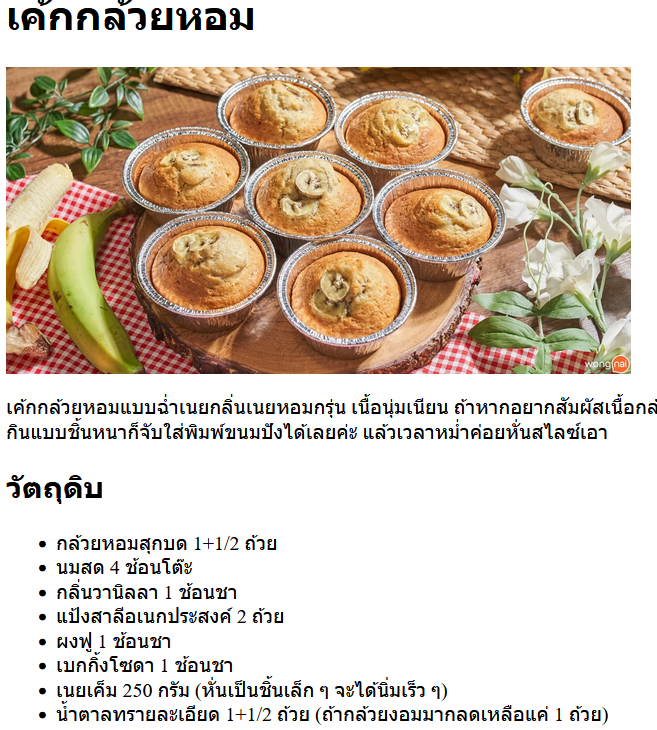 เค้กกล้วยหอม
wongnai
เค้กกล้วยหอมแบบฉ่ำเนยกลิ่นเนยหอมกรุ่น เนื้อนุ่มเนียน ถ้าหากอยากสัมผัสเนื้อกล้
กินแบบชิ้นหนาก็จับใส่พิมพ์ขนมปังได้เลยค่ะ แล้วเวลาหม่ำค่อยหั่นสไลซ์เอา
วัตถุดิบ
• กล้วยหอมสุกบด 1+1/2 ถ้วย
• นมสด 4 ช้อนโต๊ะ
• กลิ่นวานิลลา 1 ช้อนชา
• แป้งสาลีอเนกประสงค์ 2 ถ้วย
• ผงฟู 1 ช้อนชา
• เบกกิ้งโซดา 1 ช้อนชา
• เนยเค็ม 250 กรัม (หั่นเป็นชิ้นเล็ก ๆ จะได้นิ่มเร็ว ๆ)
• น้ำตาลทรายละเอียด 1+1/2 ถ้วย (ถ้ากล้วยงอมมากลดเหลือแค่ 1 ถ้วย)